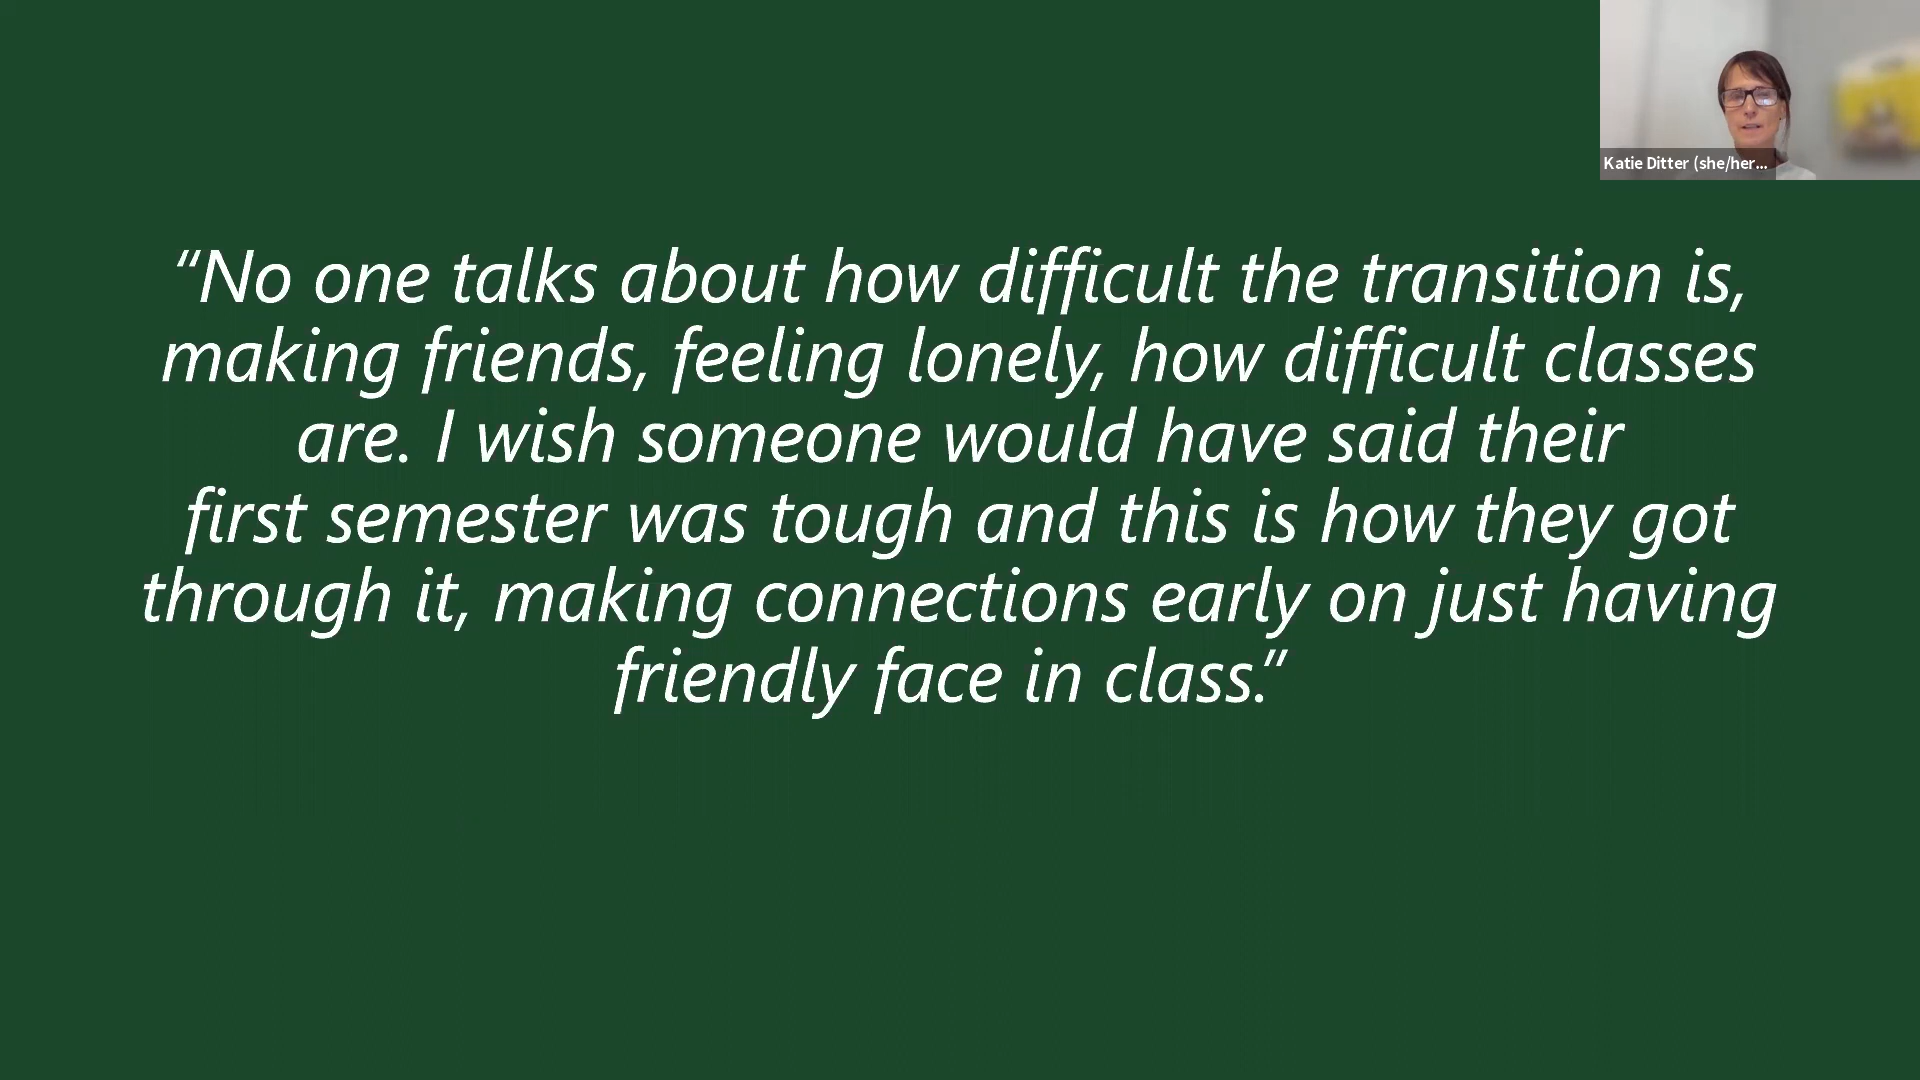 Katie Ditter (she/her...
“No one talks about how difficult the transition is,
making friends, feeling lonely, how difficult classes
are. I wish someone would have said their
first semester was tough and this is how they got
through it, making connections early on just having
friendly face in class.”